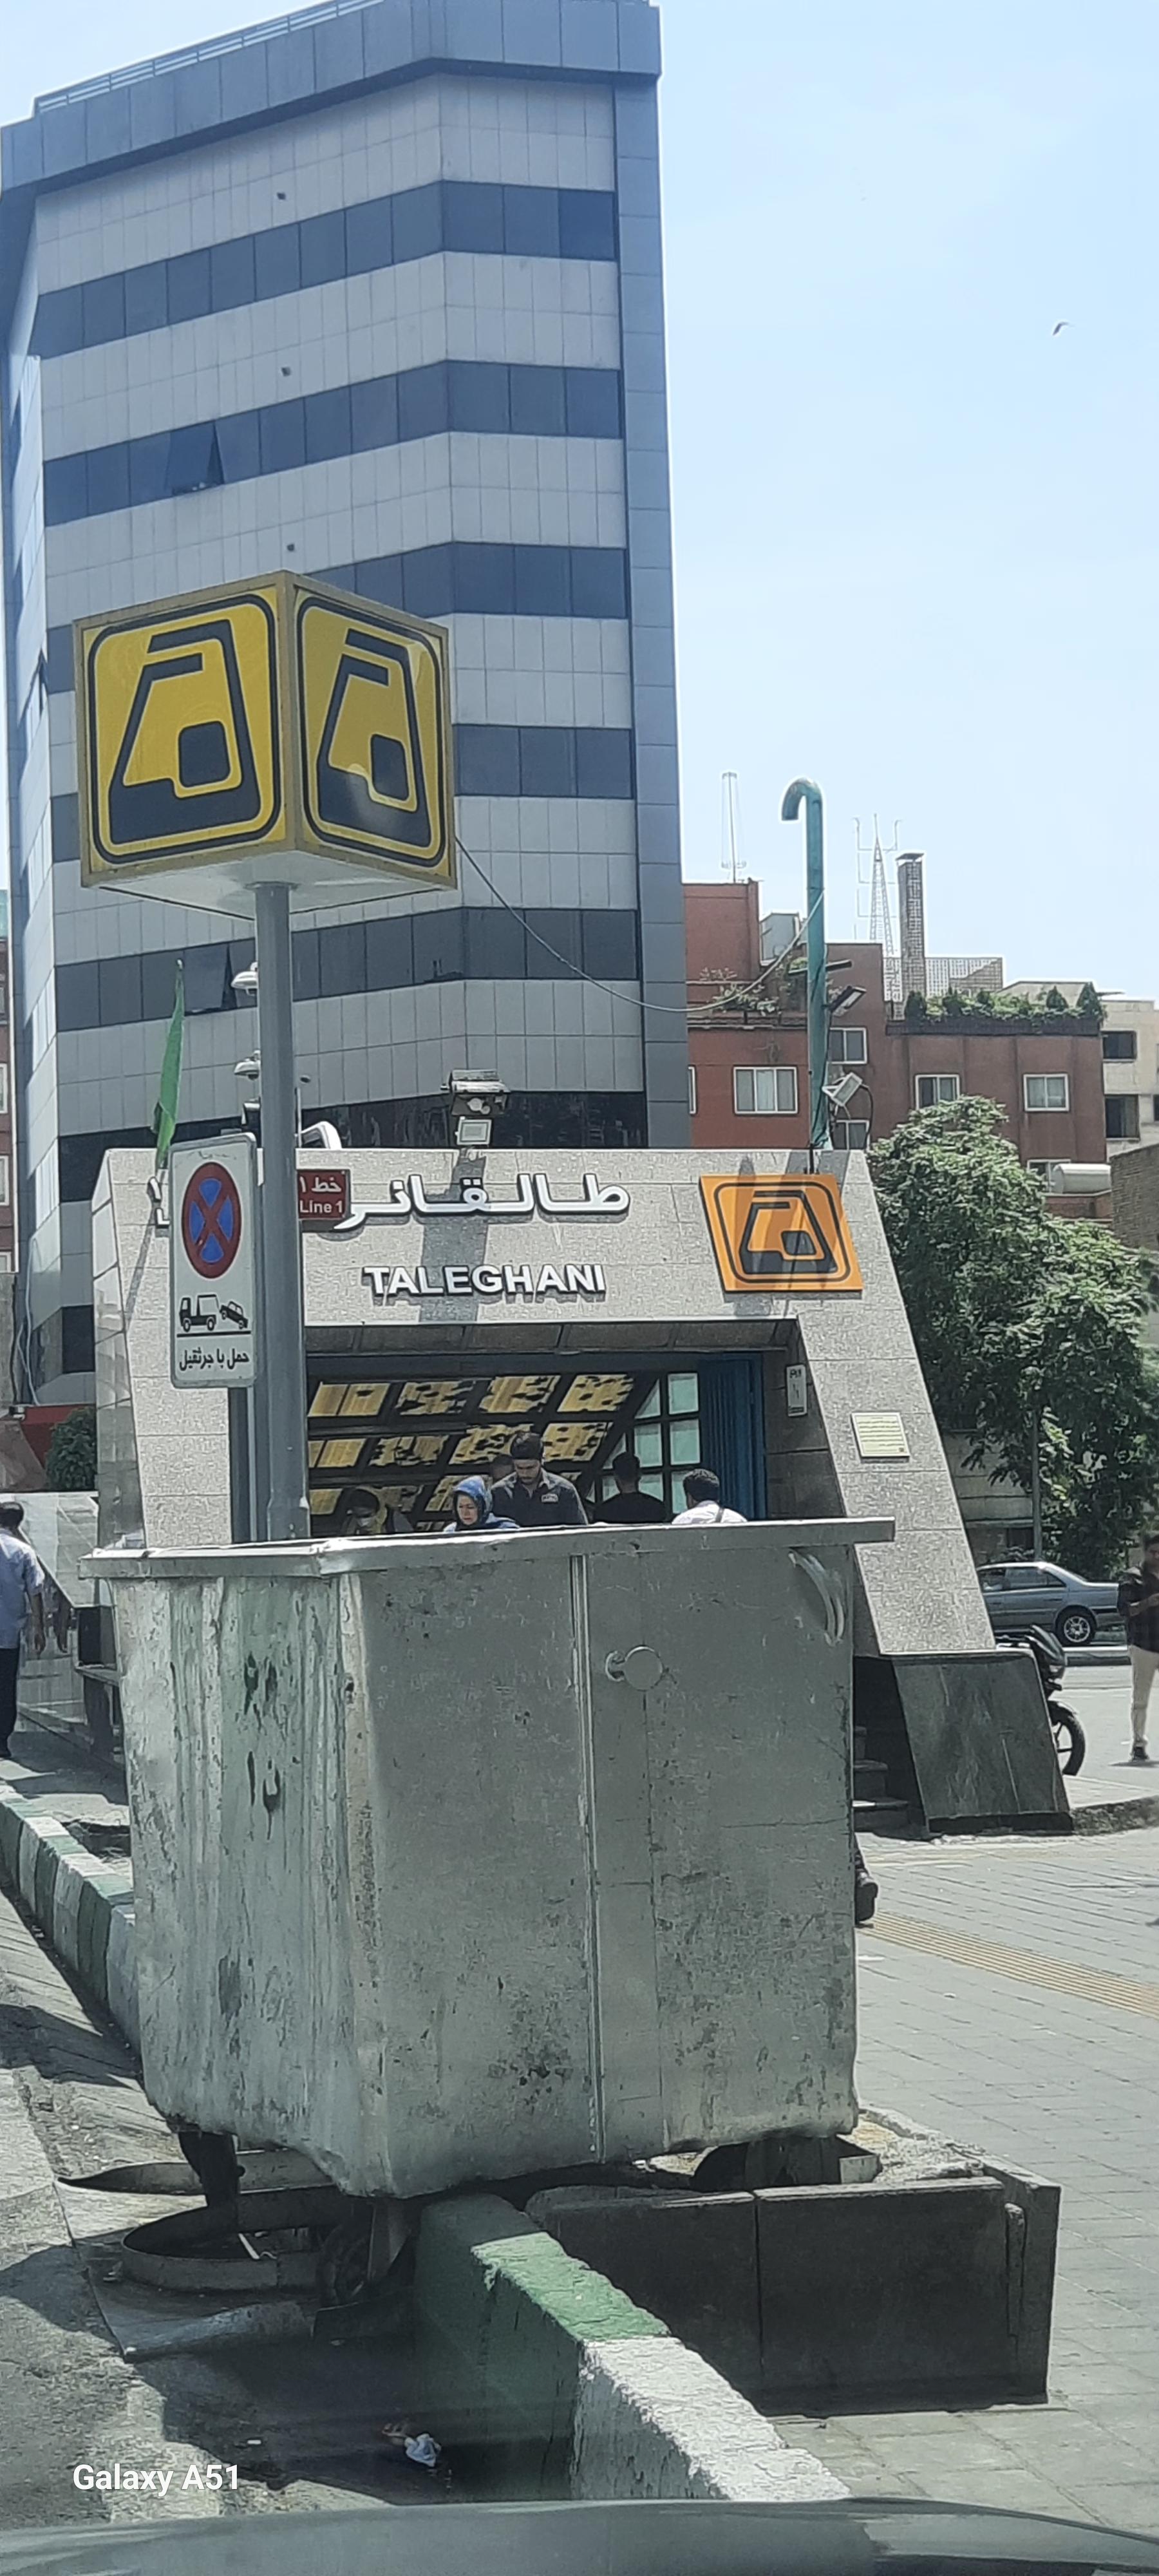 خط ۱
Line 1
طالقانی
TALEGHANI
حمل با جرثقیل
Galaxy A51